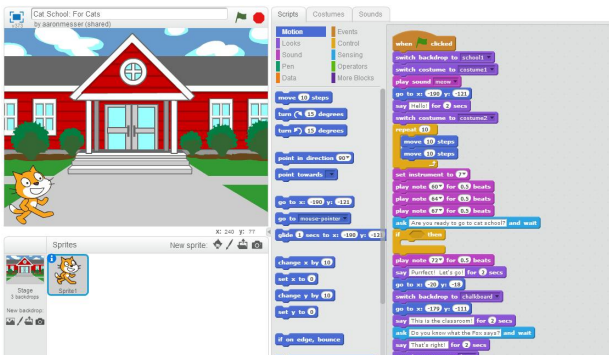 Cat School: For Cats
by aaronmesser (shared)
Scripts
Costumes
Sounds
Motion
Looks
Sound
Pen
Data
Events
Control
Sensing
Operators
More Blocks
move 10 steps
turn 15 degrees
turn 15 degrees
point in direction 90
point towards
go to x: -190 y: -121
go to mouse-pointer
glide 1 secs to x: -190 y: -121
change x by 10
set x to 0
change y by 10
set y to 0
if on edge, bounce
when clicked
switch backdrop to school1
switch costume to costume1
play sound meow
go to x: -190 y: -121
say Hello! for 2 secs
switch costume to costume2
repeat 10
move 10 steps
move 10 steps
set instrument to 7
play note 60 for 0.5 beats
play note 64 for 0.5 beats
play note 67 for 0.5 beats
ask Are you ready to go to cat school? and wait
if then
play note 72 for 0.5 beats
say Purrfect! Let's go! for 2 secs
go to x: -20 y: -18
switch backdrop to chalkboard
go to x: -179 y: -111
say This is the classroom! for 2 secs
ask Do you know what the Fox says? and wait
say That's right! for 2 secs
x: 240 y: 77
Sprites
New sprite:
Stage
3 backdrops
Sprite1
New backdrop: